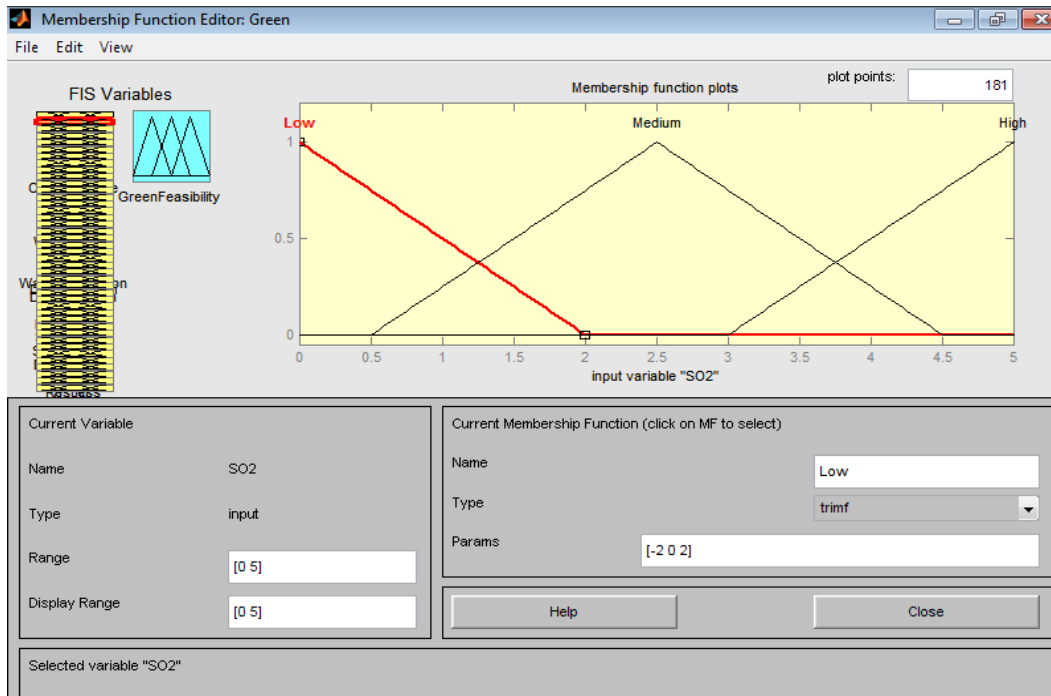 Membership Function Editor: Green
File Edit View
FIS Variables
GreenFeasibility
Membership function plots
plot points:
181
Low
Medium
High
1
0.5
0
0 0.5 1 1.5 2 2.5 3 3.5 4 4.5 5
input variable "SO2"
Current Variable
Name SO2
Type input
Range [0 5]
Display Range [0 5]
Current Membership Function (click on MF to select)
Name Low
Type trimf
Params [-2 0 2]
Help Close
Selected variable "SO2"